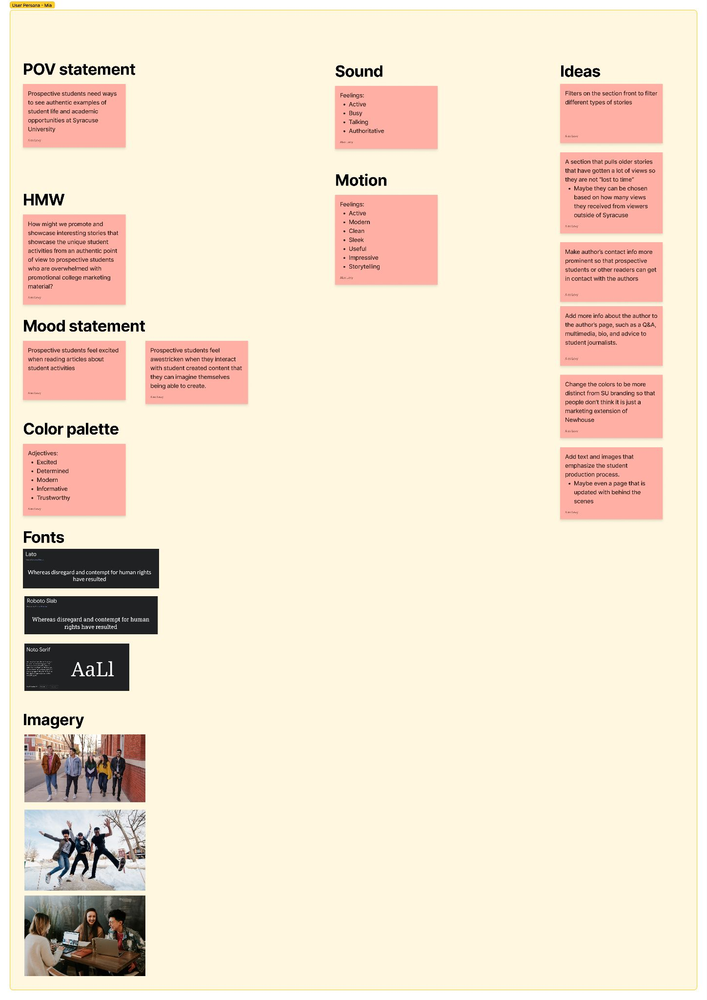 User Persona - Mia
POV statement
Prospective students need ways
to see authentic examples of
student life and academic
opportunities at Syracuse
University
Alex Levy
HMW
How might we promote and
showcase interesting stories that
showcase the unique student
activities from an authentic point
of view to prospective students
who are overwhelmed with
promotional college marketing
material?
Alex Levy
Mood statement
Prospective students feel excited
when reading articles about
student activities
Alex Levy
Prospective students feel
awestricken when they interact
with student created content that
they can imagine themselves
being able to create.
Alex Levy
Color palette
Adjectives:
• Excited
• Determined
• Modern
• Informative
• Trustworthy
Alex Levy
Fonts
Lato
Whereas disregard and contempt for human rights
have resulted
Roboto Slab
Whereas disregard and contempt for human
rights have resulted
Noto Serif
AaLl
Imagery
Sound
Feelings:
• Active
• Busy
• Talking
• Authoritative
Alex Levy
Motion
Feelings:
• Active
• Modern
• Clean
• Sleek
• Useful
• Impressive
• Storytelling
Alex Levy
Ideas
Filters on the section front to filter
different types of stories
Alex Levy
A section that pulls older stories
that have gotten a lot of views so
they are not "lost to time"
• Maybe they can be chosen
based on how many views
they received from viewers
outside of Syracuse
Alex Levy
Make author's contact info more
prominent so that prospective
students or other readers can get
in contact with the authors
Alex Levy
Add more info about the author to
the author's page, such as a Q&A,
multimedia, bio, and advice to
student journalists.
Alex Levy
Change the colors to be more
distinct from SU branding so that
people don't think it is just a
marketing extension of
Newhouse
Alex Levy
Add text and images that
emphasize the student
production process.
• Maybe even a page that is
updated with behind the
scenes
Alex Levy